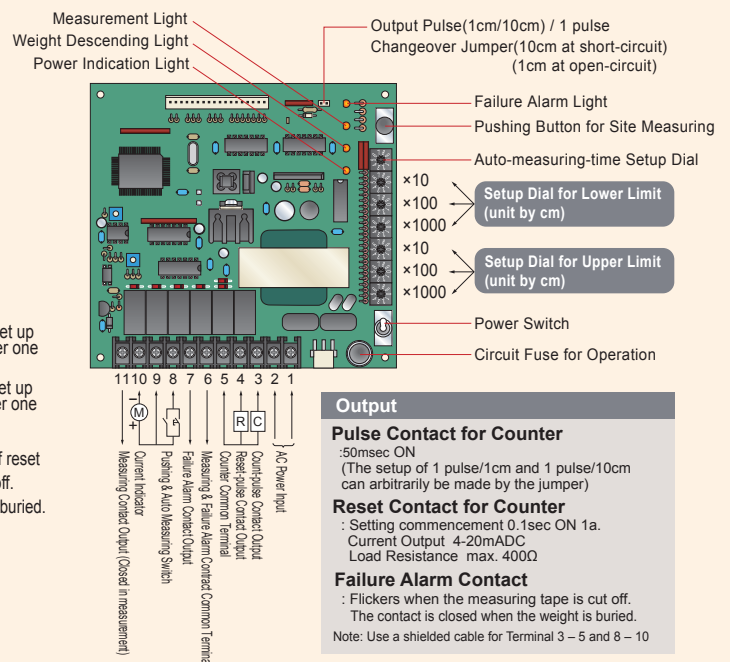 Measurement Light
Weight Descending Light
Power Indication Light
Output Pulse(1cm/10cm) / 1 pulse
Changeover Jumper(10cm at short-circuit)
(1cm at open-circuit)
Failure Alarm Light
Pushing Button for Site Measuring
Auto-measuring-time Setup Dial
×10
×100
×1000
Setup Dial for Lower Limit
(unit by cm)
×10
×100
×1000
Setup Dial for Upper Limit
(unit by cm)
Power Switch
Circuit Fuse for Operation
et up
er one
et up
er one
f reset
off.
buried.
11 10 9 8 7 6 5 4 3 2 1
M
R
C
Measuring Contact Output (Closed in measurement)
Current Indicator
Pushing & Auto Measuring Switch
Failure Alarm Contact Output
Measuring & Failure Alarm Contract Common Termina
Counter Common Terminal
Reset-pulse Contact Output
Count-pulse Contact Output
AC Power Input
Output
Pulse Contact for Counter
:50msec ON
(The setup of 1 pulse/1cm and 1 pulse/10cm
can arbitrarily be made by the jumper)
Reset Contact for Counter
: Setting commencement 0.1sec ON 1a.
Current Output 4-20mADC
Load Resistance max. 400Ω
Failure Alarm Contact
: Flickers when the measuring tape is cut off.
The contact is closed when the weight is buried.
Note: Use a shielded cable for Terminal 3 – 5 and 8 – 10